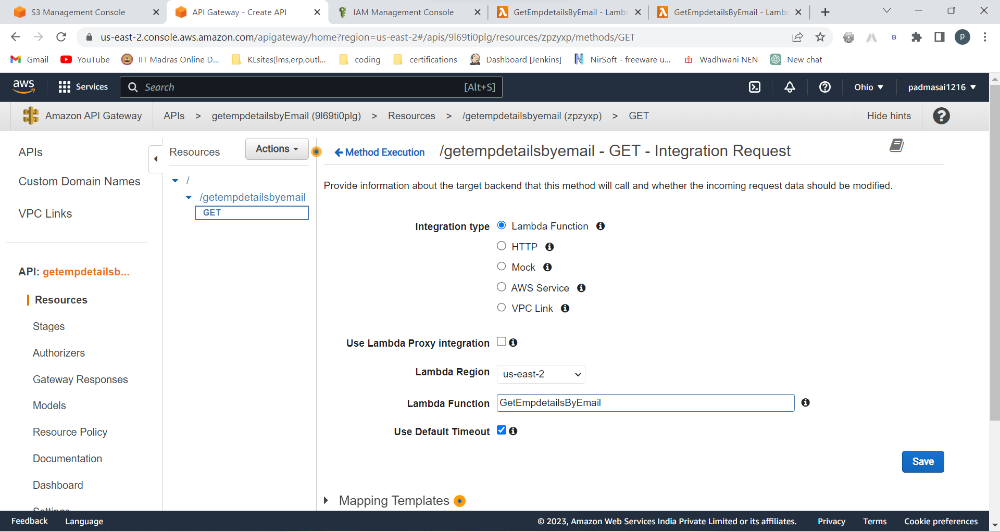 S3 Management Console
API Gateway - Create API
IAM Management Console
GetEmpdetailsByEmail - Lamb
GetEmpdetailsByEmail - Lamb
us-east-2.console.aws.amazon.com/apigateway/home?region=us-east-2#/apis/9l69ti0plg/resources/zpzyxp/methods/GET
B
p
Gmail
YouTube
IIT Madras Online D...
KLsites(lms,erp,outl...
coding
certifications
Dashboard [Jenkins]
NirSoft - freeware u...
Wadhwani NEN
New chat
aws
Services
Search
[Alt+S]
Ohio
padmasai1216
Amazon API Gateway
APIs > getempdetailsbyEmail (9l69ti0plg) > Resources > /getempdetailsbyemail (zpzyxp) > GET
Hide hints
APIs
Custom Domain Names
VPC Links
API: getempdetailsb...
Resources
Stages
Authorizers
Gateway Responses
Models
Resource Policy
Documentation
Dashboard
Settings
Resources
Actions
/
/getempdetailsbyemail
GET
Method Execution
/getempdetailsbyemail - GET - Integration Request
Provide information about the target backend that this method will call and whether the incoming request data should be modified.
Integration type
Lambda Function
HTTP
Mock
AWS Service
VPC Link
Use Lambda Proxy integration
Lambda Region
us-east-2
Lambda Function
GetEmpdetailsByEmail
Use Default Timeout
Save
Mapping Templates
Feedback
Language
© 2023, Amazon Web Services India Private Limited or its affiliates.
Privacy
Terms
Cookie preferences